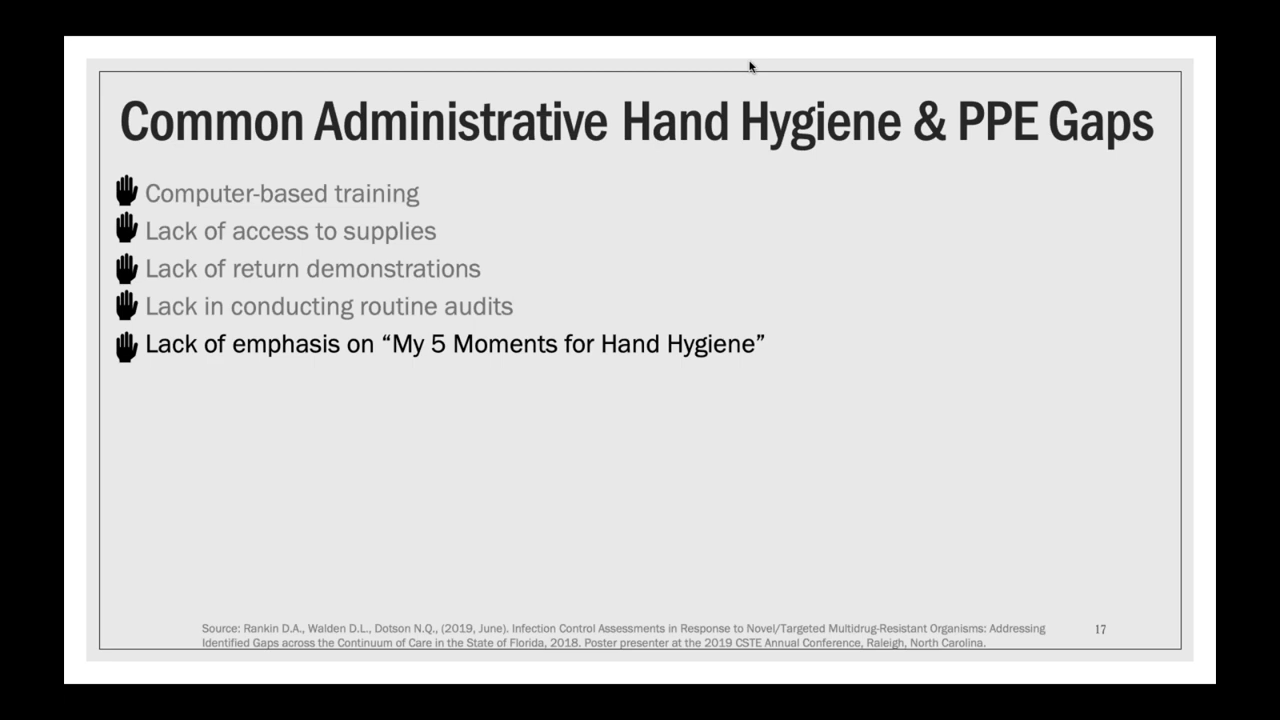 Common Administrative Hand Hygiene & PPE Gaps
Computer-based training
Lack of access to supplies
Lack of return demonstrations
Lack in conducting routine audits
Lack of emphasis on “My 5 Moments for Hand Hygiene”
Source: Rankin D.A., Walden D.L., Dotson N.Q., (2019, June). Infection Control Assessments in Response to Novel/Targeted Multidrug-Resistant Organisms: Addressing
Identified Gaps across the Continuum of Care in the State of Florida, 2018. Poster presenter at the 2019 CSTE Annual Conference, Raleigh, North Carolina.
17